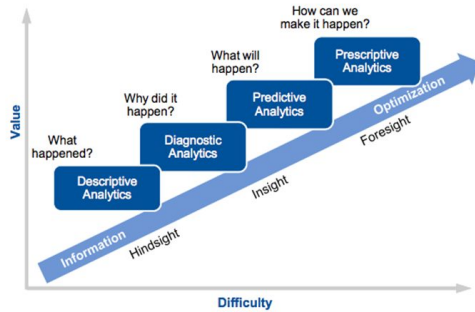 How can we
make it happen?
Prescriptive
Analytics
What will
happen?
Predictive
Analytics
Optimization
Why did it
happen?
Diagnostic
Analytics
Foresight
What
happened?
Descriptive
Analytics
Insight
Information
Hindsight
Value
Difficulty